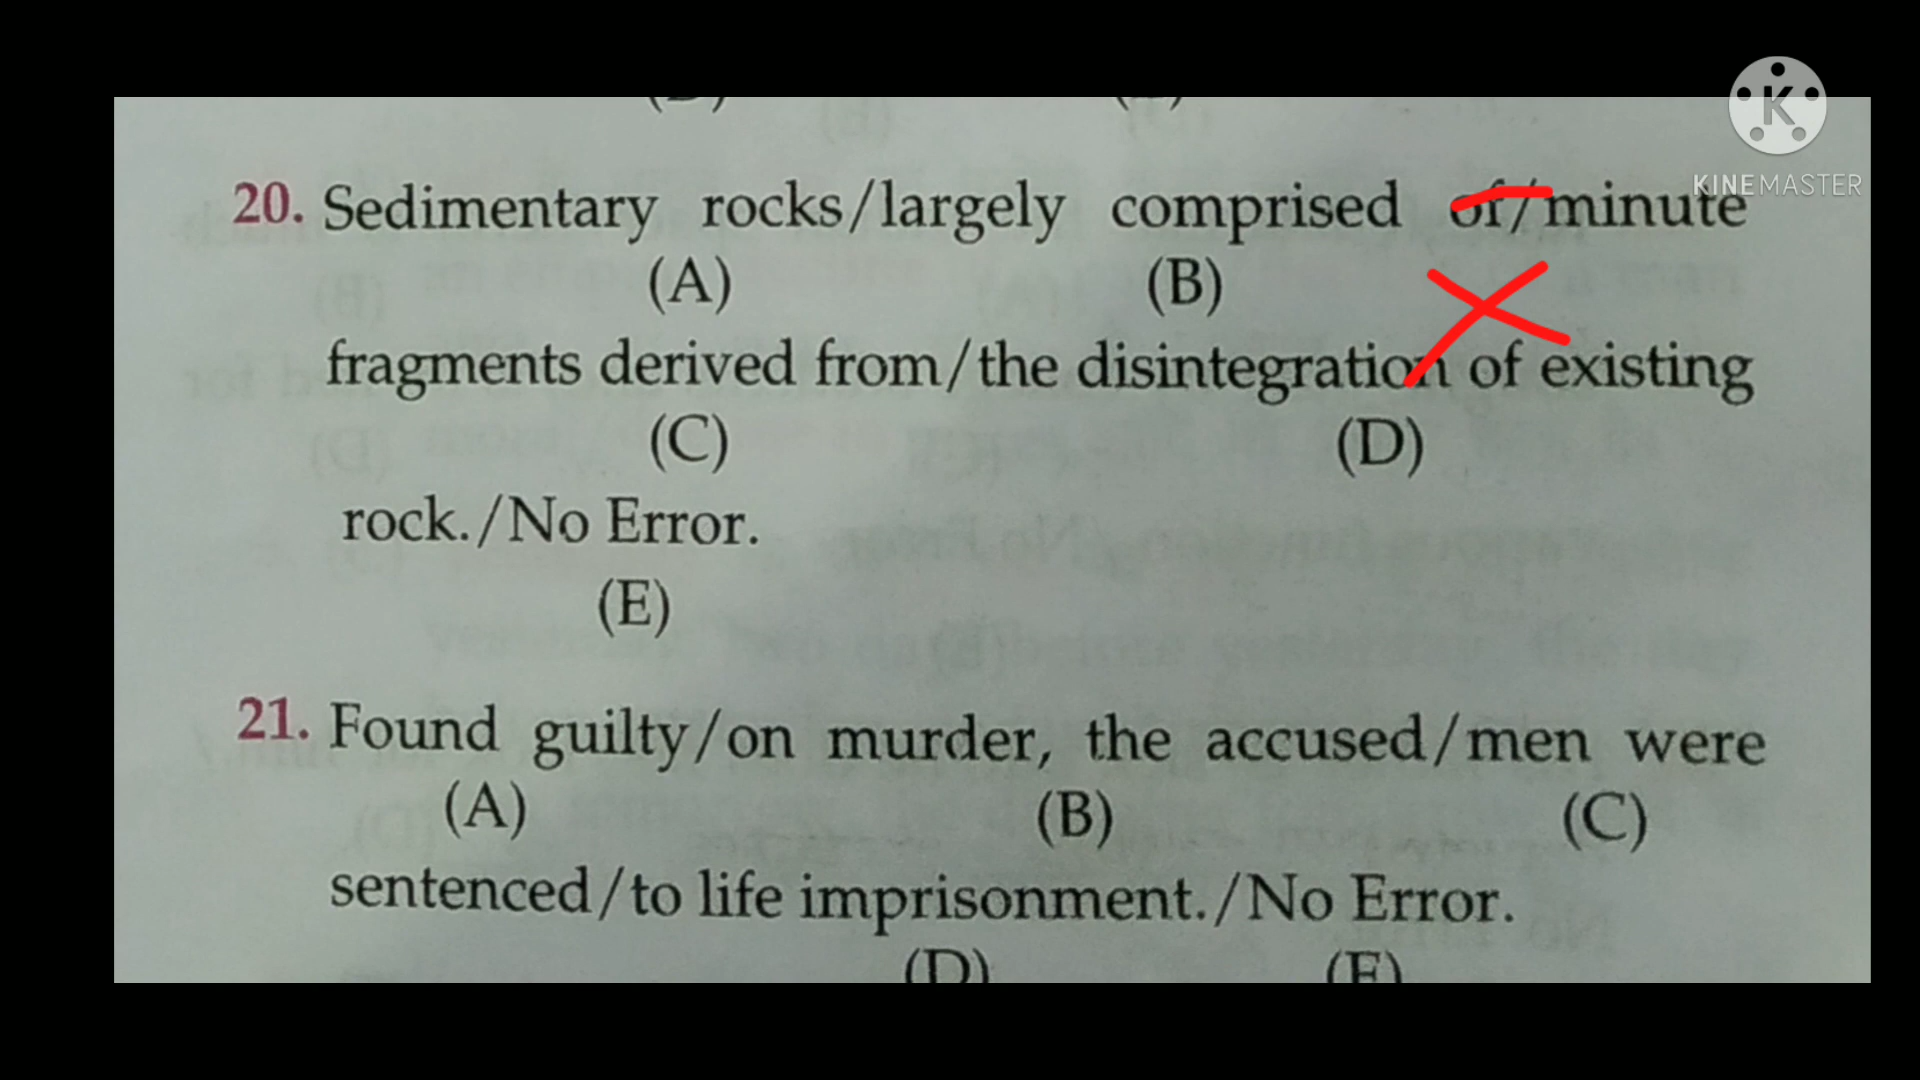 K
KINEMASTER
20. Sedimentary rocks/largely comprised of/minute
(A) (B)
fragments derived from/the disintegration of existing
(C) (D)
rock./No Error.
(E)
21. Found guilty/on murder, the accused/men were
(A) (B) (C)
sentenced/to life imprisonment./No Error.
(D) (E)